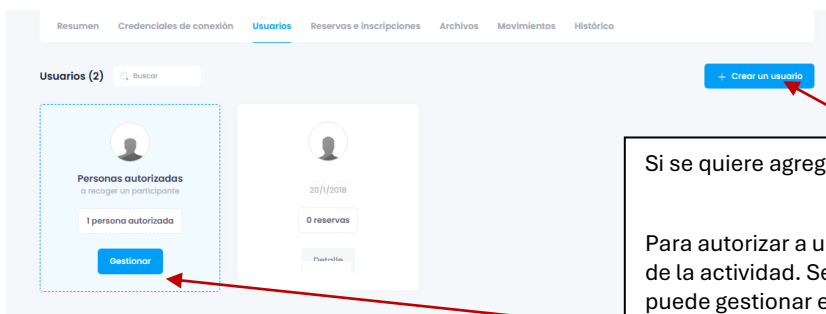 Resumen Credenciales de conexión Usuarios Reservas e inscripciones Archivos Movimientos Histórico
Usuarios (2) Buscar + Crear un usuario
Personas autorizadas
a recoger un participante
1 persona autorizada
Gestionar
20/1/2018
0 reservas
Detalle
Si se quiere agreg
Para autorizar a u
de la actividad. Se
puede gestionar e